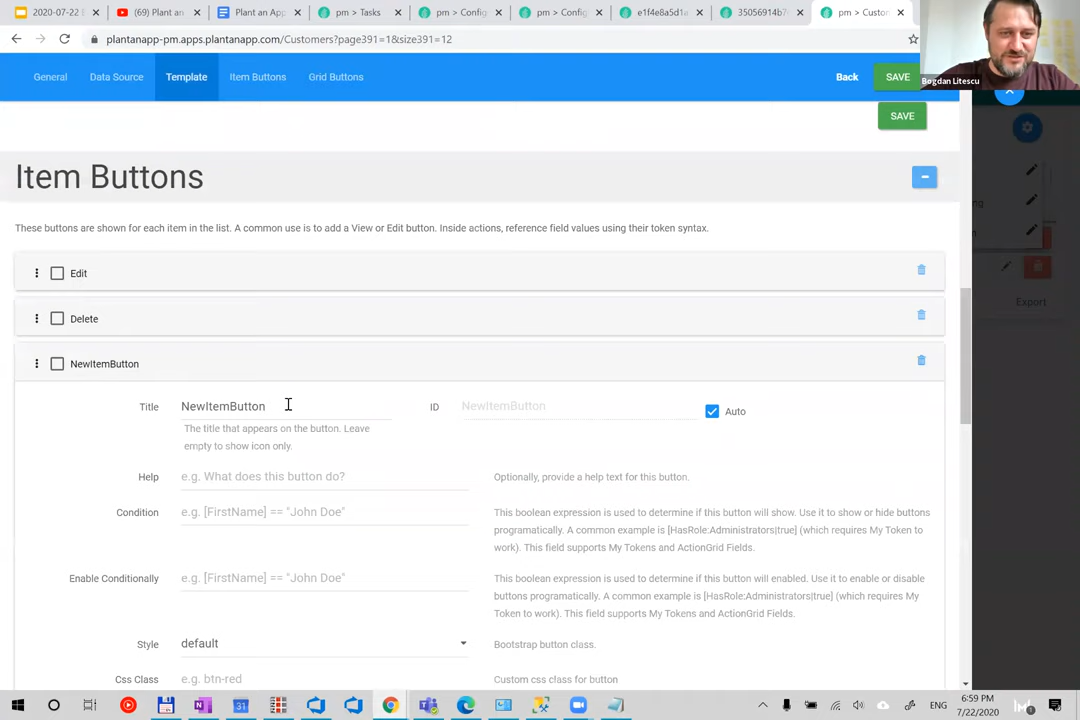 2020-07-22 E
(69) Plant an
Plant an App
pm > Tasks
pm > Config
pm > Config
e1f4e8a5d1a
35056914b7
pm > Custo
plantanapp-pm.apps.plantanapp.com/Customers?page391=1&size391=12
General
Data Source
Template
Item Buttons
Grid Buttons
Back
SAVE
Bogdan Litescu
SAVE
Item Buttons
These buttons are shown for each item in the list. A common use is to add a View or Edit button. Inside actions, reference field values using their token syntax.
Edit
Delete
NewItemButton
Title
NewItemButton
ID
NewItemButton
Auto
The title that appears on the button. Leave
empty to show icon only.
Help
e.g. What does this button do?
Optionally, provide a help text for this button.
Condition
e.g. [FirstName] == "John Doe"
This boolean expression is used to determine if this button will show. Use it to show or hide buttons
programatically. A common example is [HasRole:Administrators|true] (which requires My Token to
work). This field supports My Tokens and ActionGrid Fields.
Enable Conditionally
e.g. [FirstName] == "John Doe"
This boolean expression is used to determine if this button will enabled. Use it to enable or disable
buttons programatically. A common example is [HasRole:Administrators|true] (which requires My
Token to work). This field supports My Tokens and ActionGrid Fields.
Style
default
Bootstrap button class.
Css Class
e.g. btn-red
Custom css class for button
Export
ENG
6:59 PM
7/22/2020